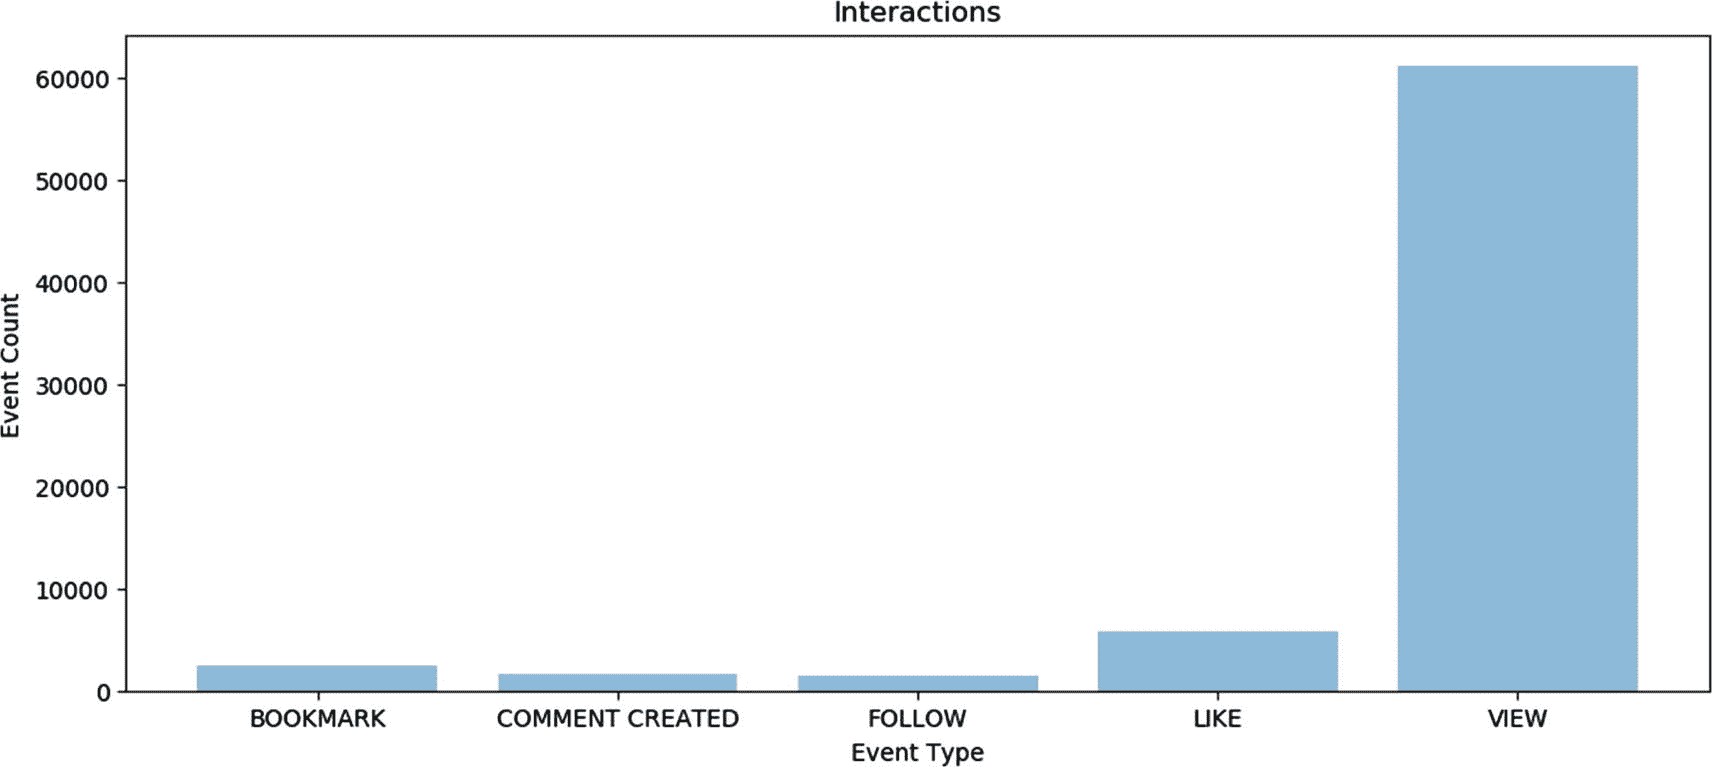 Interactions
Event Count
60000
50000
40000
30000
20000
10000
0
BOOKMARK COMMENT CREATED FOLLOW LIKE VIEW
Event Type